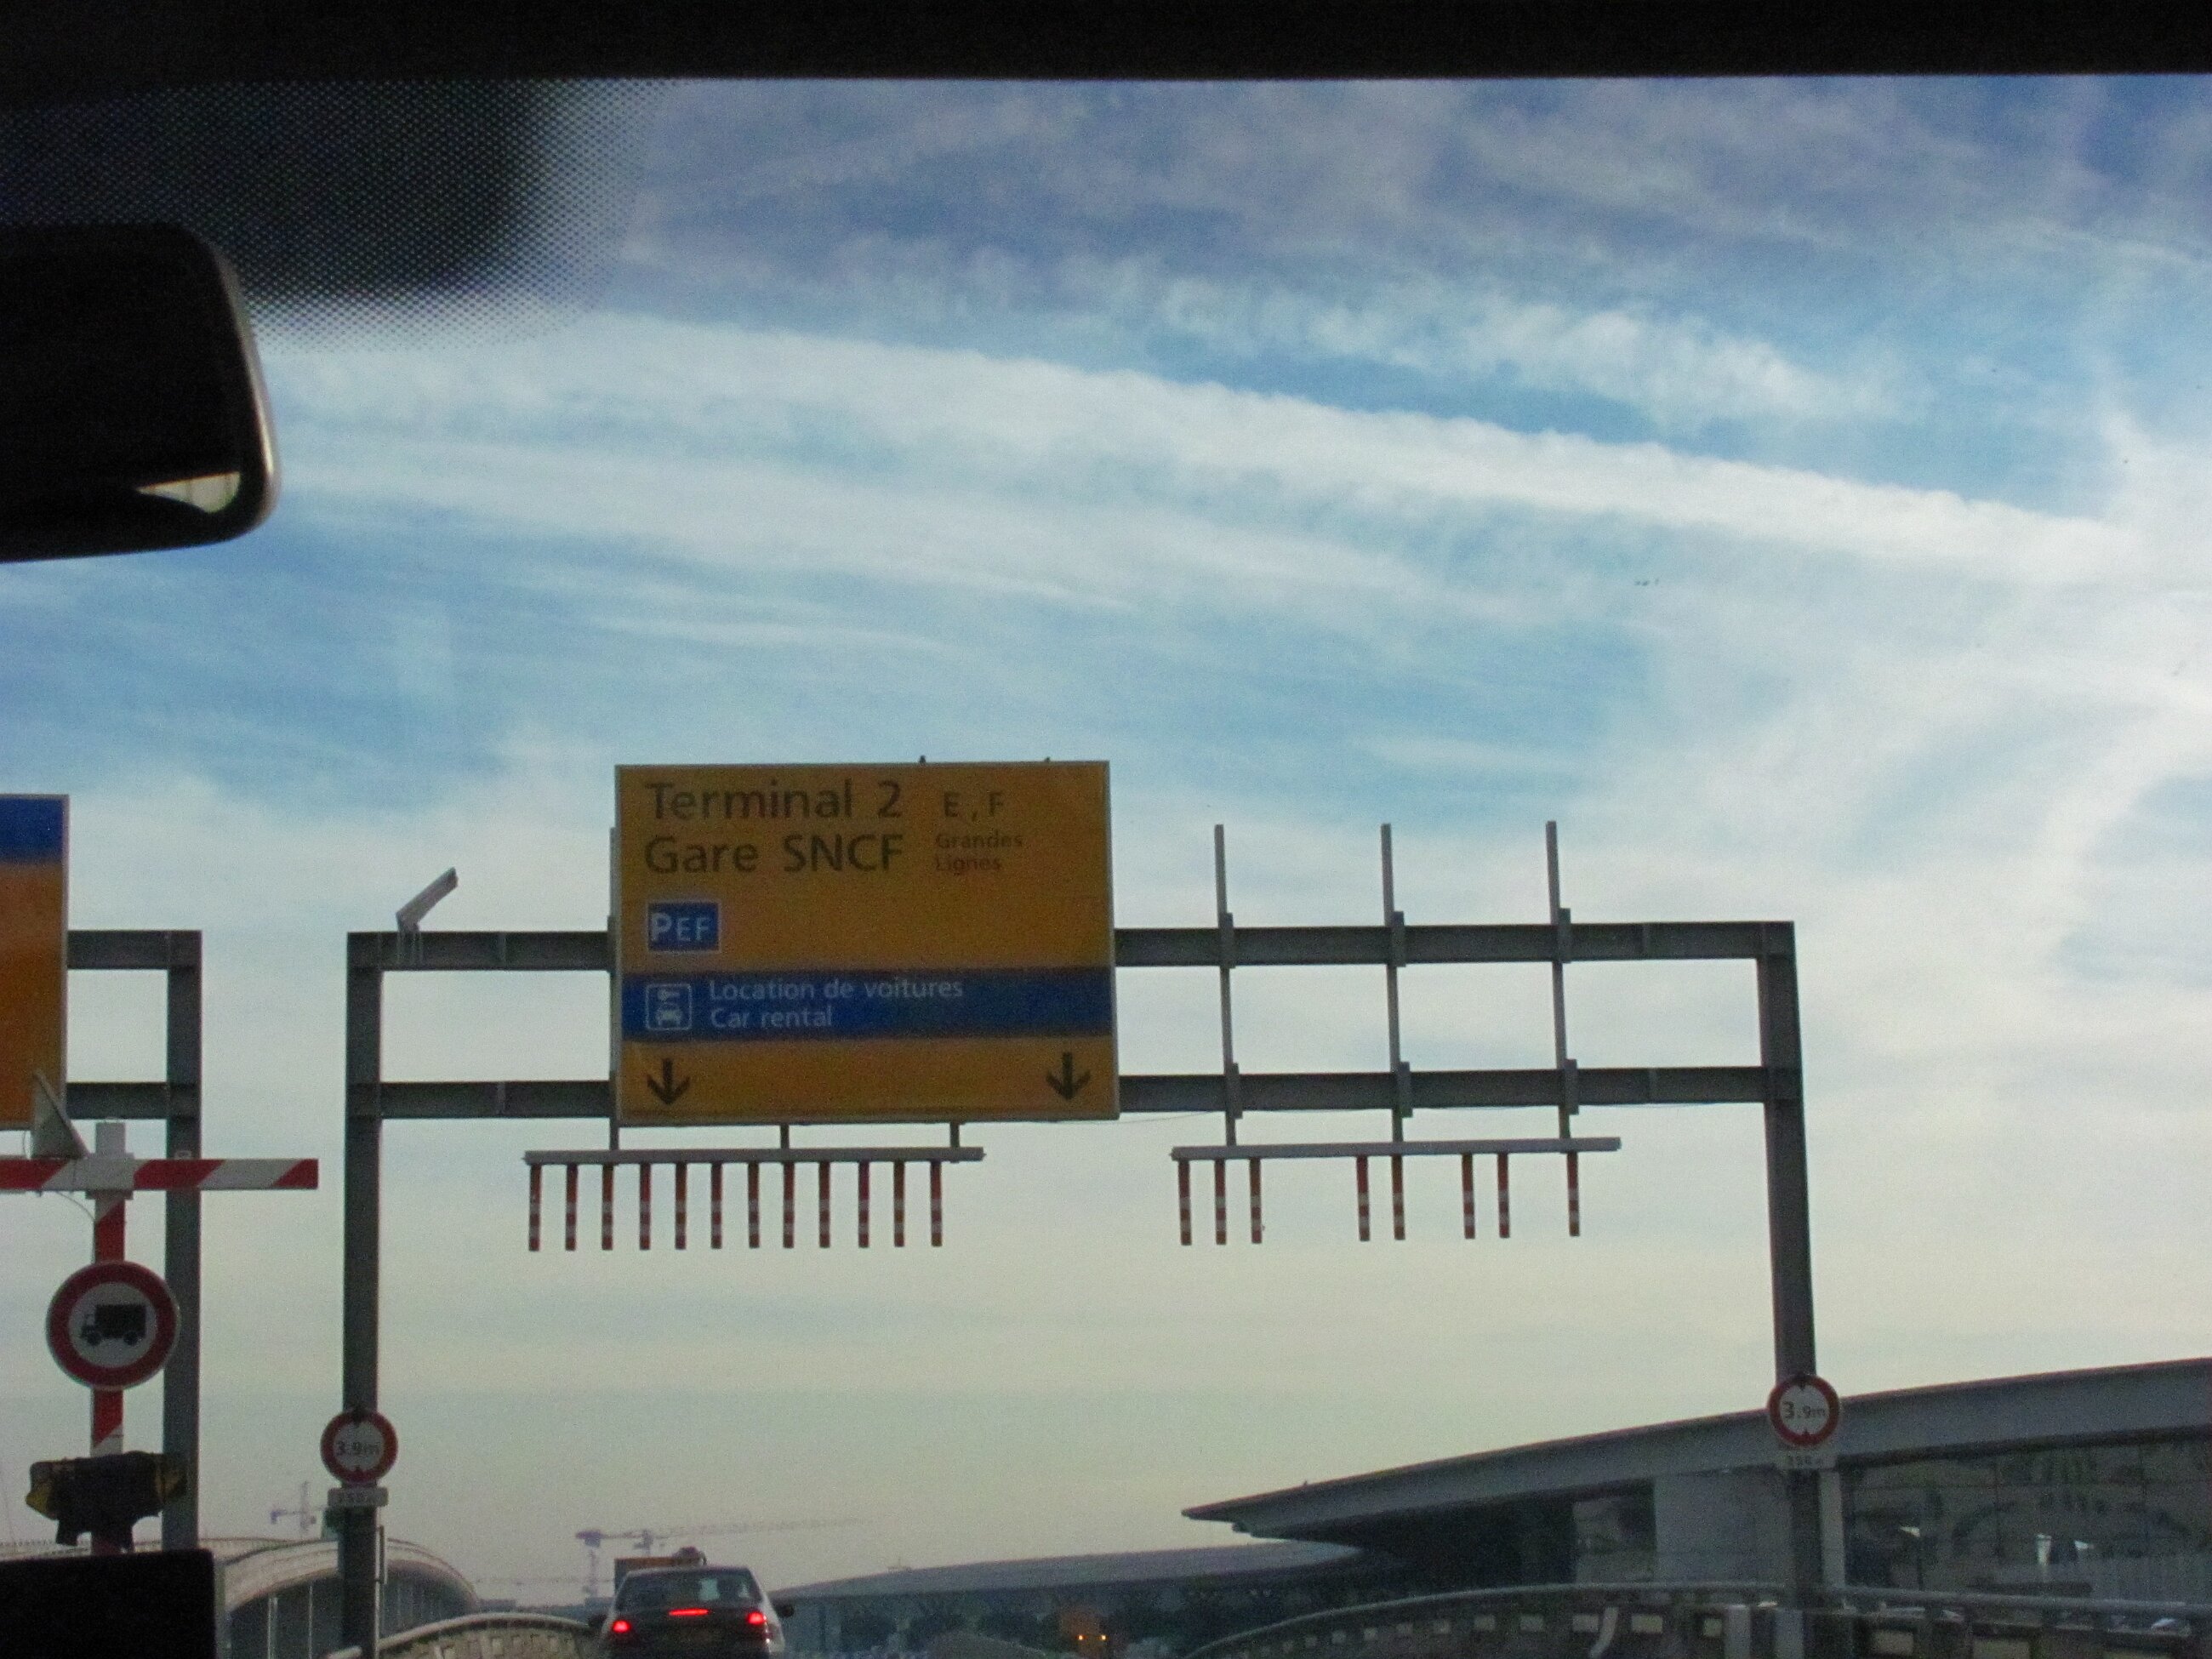 Terminal 2 E, F
Gare SNCF Grandes Lignes
PEF
Location de voitures
Car rental
3.9m
3.9m